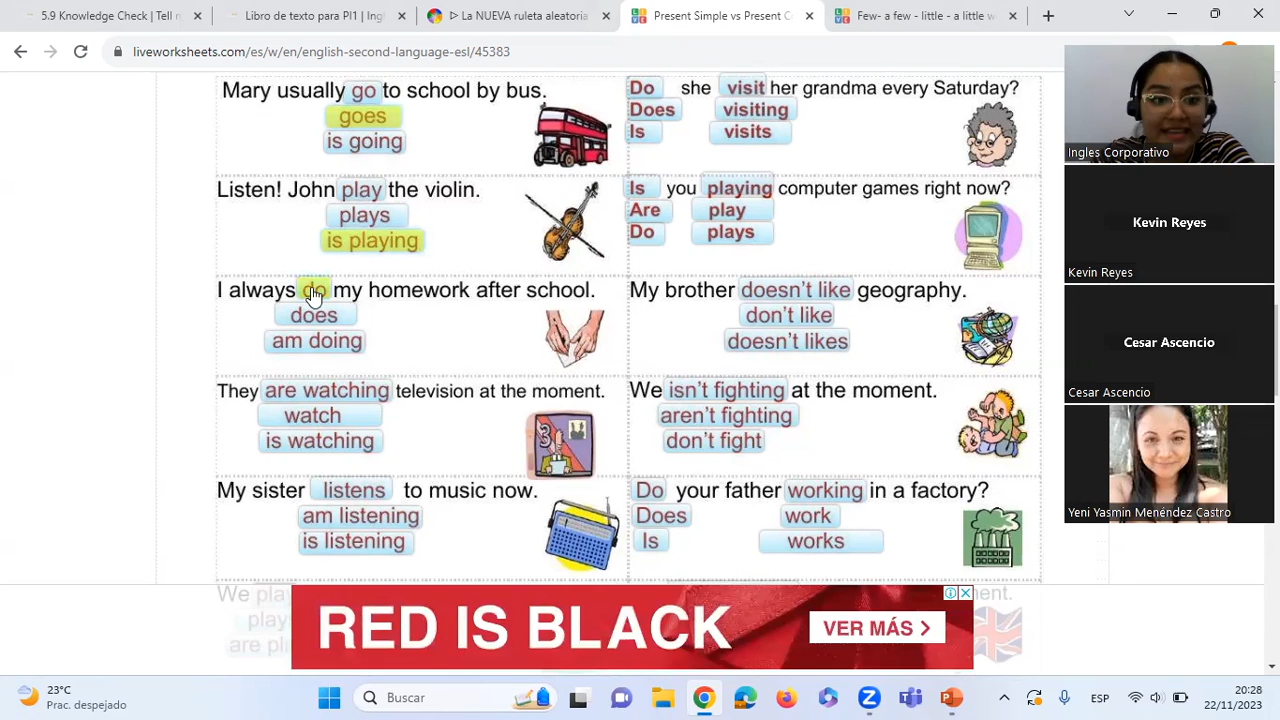 5.9 Knowledge Check | Tell r
Libro de texto para PI1 | Ingl
▷ La NUEVA ruleta aleatoria
Present Simple vs Present C
Few- a few - little - a little w
liveworksheets.com/es/w/en/english-second-language-esl/45383
Mary usually go to school by bus.
goes
is going
Do she visit her grandma every Saturday?
Does visiting
Is visits
Listen! John play the violin.
plays
is playing
Is you playing computer games right now?
Are play
Do plays
I always do my homework after school.
does
am doing
My brother doesn't like geography.
don't like
doesn't likes
They are watching television at the moment.
watch
is watching
We isn't fighting at the moment.
aren't fighting
don't fight
My sister listens to music now.
am listening
is listening
Do your father working in a factory?
Does work
Is works
We
play
are pl
ment.
RED IS BLACK
VER MÁS >
Ingles Corporativo
Kevin Reyes
Kevin Reyes
Cesar Ascencio
Cesar Ascencio
Yeni Yasmin Menéndez Castro
23°C
Prac. despejado
Buscar
ESP
20:28
22/11/2023